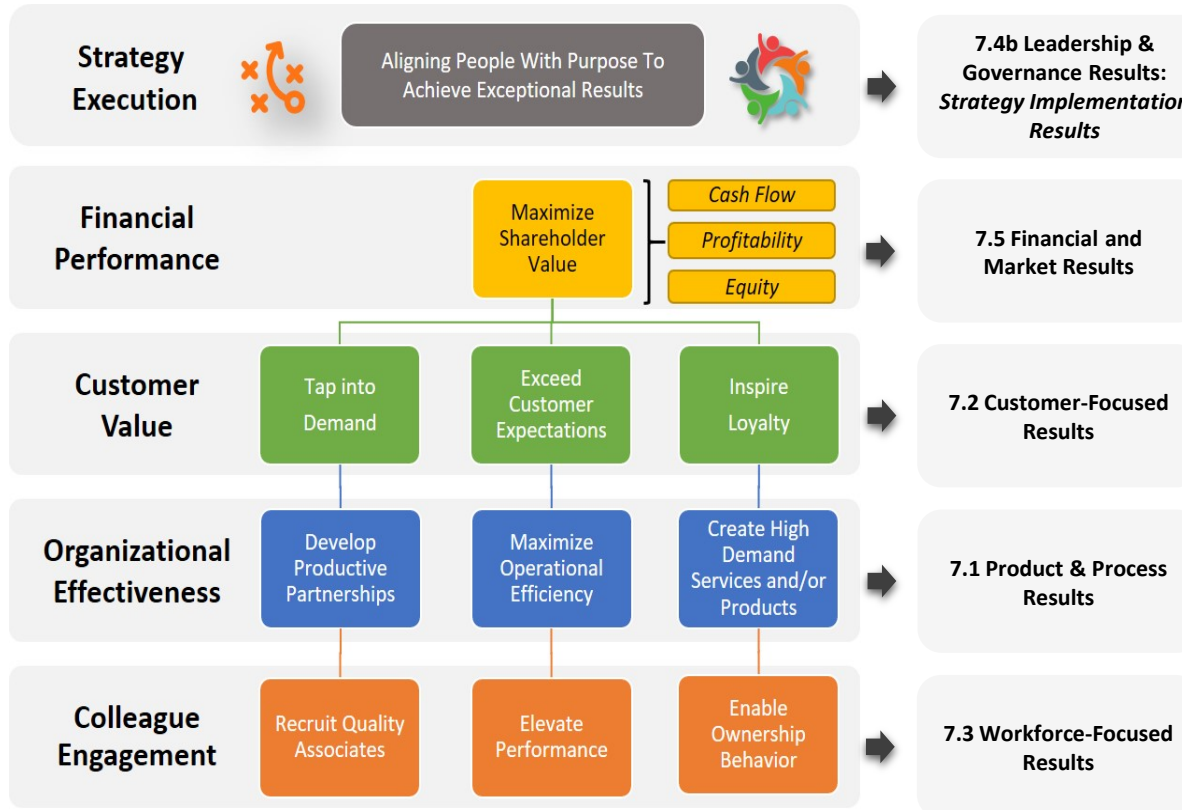 Strategy
Execution
Aligning People With Purpose To
Achieve Exceptional Results
7.4b Leadership &
Governance Results:
Strategy Implementation
Results
Financial
Performance
Maximize
Shareholder
Value
Cash Flow
Profitability
Equity
7.5 Financial and
Market Results
Customer
Value
Tap into
Demand
Exceed
Customer
Expectations
Inspire
Loyalty
7.2 Customer-Focused
Results
Organizational
Effectiveness
Develop
Productive
Partnerships
Maximize
Operational
Efficiency
Create High
Demand
Services and/or
Products
7.1 Product & Process
Results
Colleague
Engagement
Recruit Quality
Associates
Elevate
Performance
Enable
Ownership
Behavior
7.3 Workforce-Focused
Results